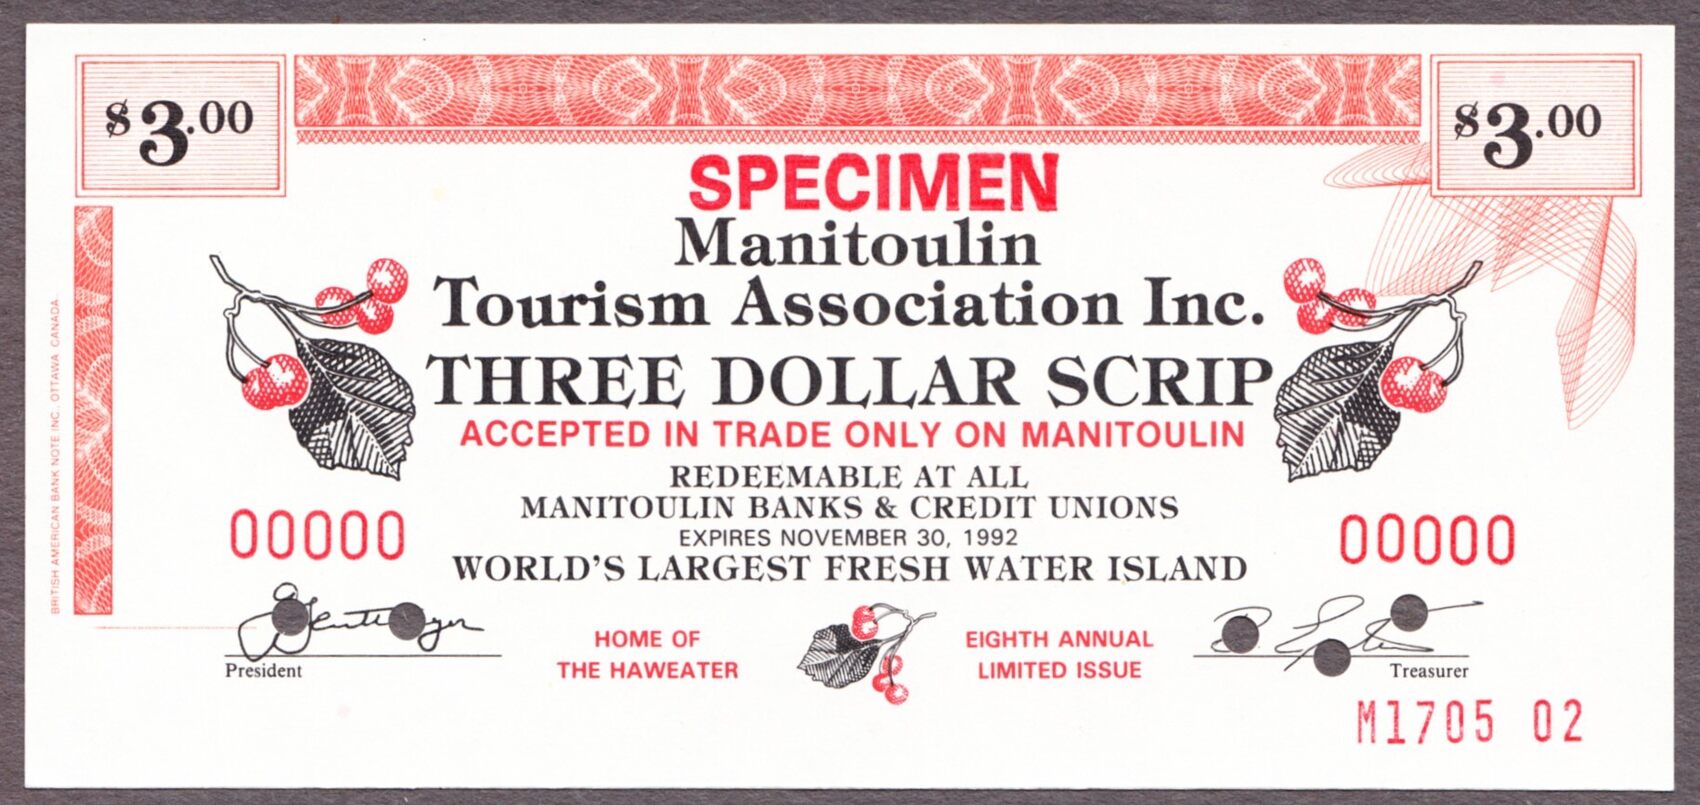 $3.00
$3.00
SPECIMEN
Manitoulin
Tourism Association Inc.
THREE DOLLAR SCRIP
ACCEPTED IN TRADE ONLY ON MANITOULIN
REDEEMABLE AT ALL
MANITOULIN BANKS & CREDIT UNIONS
EXPIRES NOVEMBER 30, 1992
WORLD'S LARGEST FRESH WATER ISLAND
00000
00000
BRITISH AMERICAN BANK NOTE INC. OTTAWA CANADA
President
HOME OF
THE HAWEATER
EIGHTH ANNUAL
LIMITED ISSUE
Treasurer
M1705 02